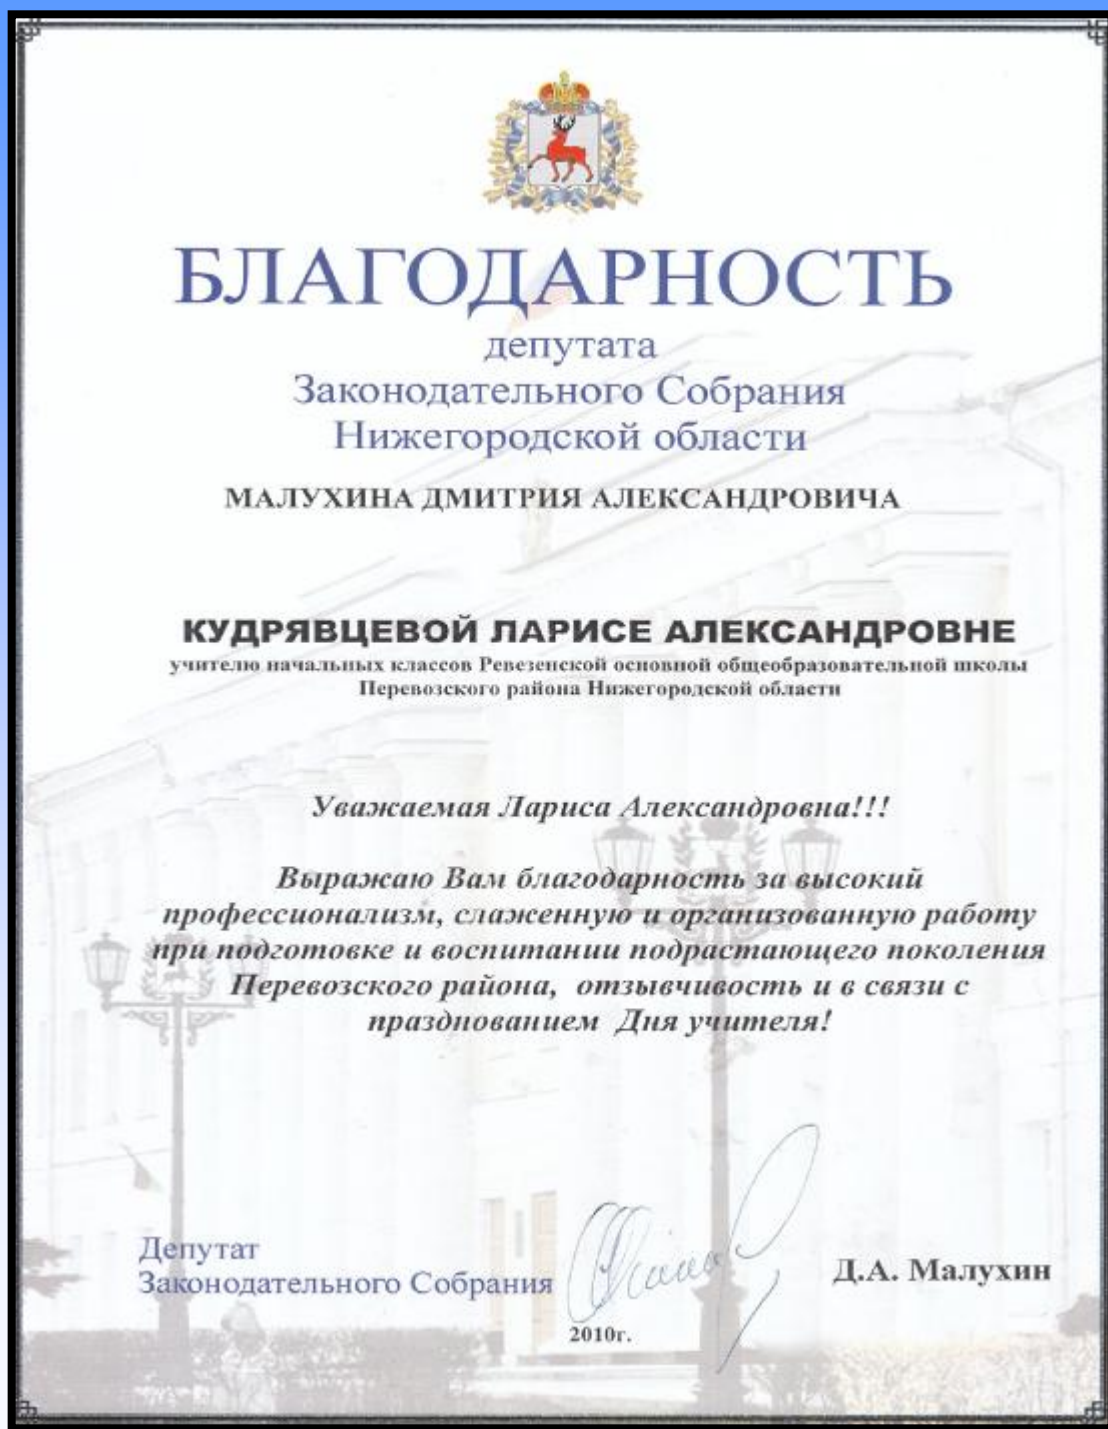 БЛАГОДАРНОСТЬ
депутата
Законодательного Собрания
Нижегородской области
МАЛУХИНА ДМИТРИЯ АЛЕКСАНДРОВИЧА
КУДРЯВЦЕВОЙ ЛАРИСЕ АЛЕКСАНДРОВНЕ
учителю начальных классов Ревезенской основной общеобразовательной школы
Перевозского района Нижегородской области
Уважаемая Лариса Александровна!!!
Выражаю Вам благодарность за высокий
профессионализм, слаженную и организованную работу
при подготовке и воспитании подрастающего поколения
Перевозского района, отзывчивость и в связи с
празднованием Дня учителя!
Депутат
Законодательного Собрания
Д.А. Малухин
2010г.